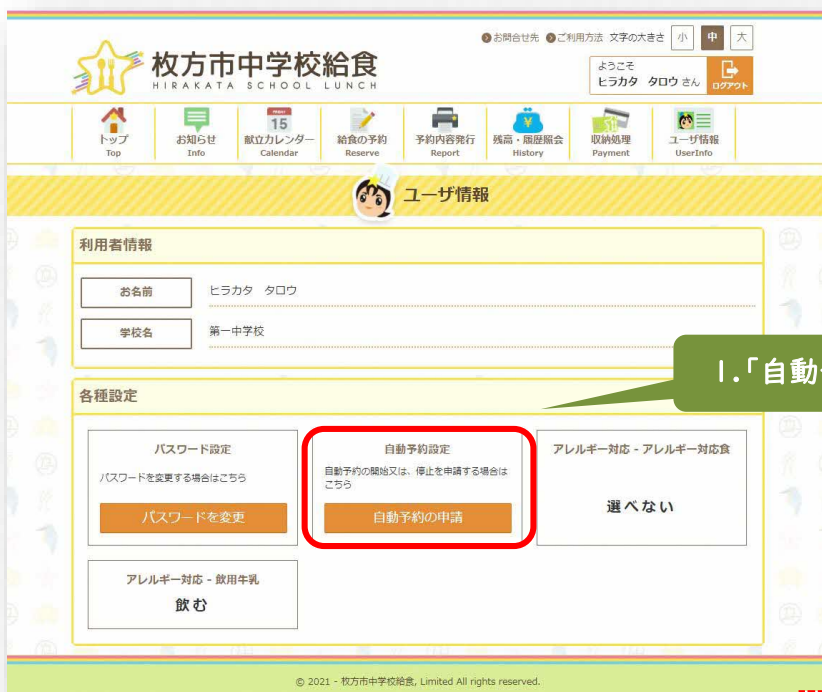 お問合せ先 ご利用方法 文字の大きさ 小 中 大
枚方市中学校給食
HIRAKATA SCHOOL LUNCH
ようこそ
ヒラカタ タロウ さん
ログアウト
トップ
Top
お知らせ
Info
15
献立カレンダー
Calendar
給食の予約
Reserve
予約内容発行
Report
残高・履歴照会
History
収納処理
Payment
ユーザ情報
UserInfo
ユーザ情報
利用者情報
お名前 ヒラカタ タロウ
学校名 第一中学校
1.「自動
各種設定
パスワード設定
パスワードを変更する場合はこちら
パスワードを変更
自動予約設定
自動予約の開始又は、停止を申請する場合は
こちら
自動予約の申請
アレルギー対応 - アレルギー対応食
選べない
アレルギー対応 - 飲用牛乳
飲む
© 2021 - 枚方市中学校給食, Limited All rights reserved.